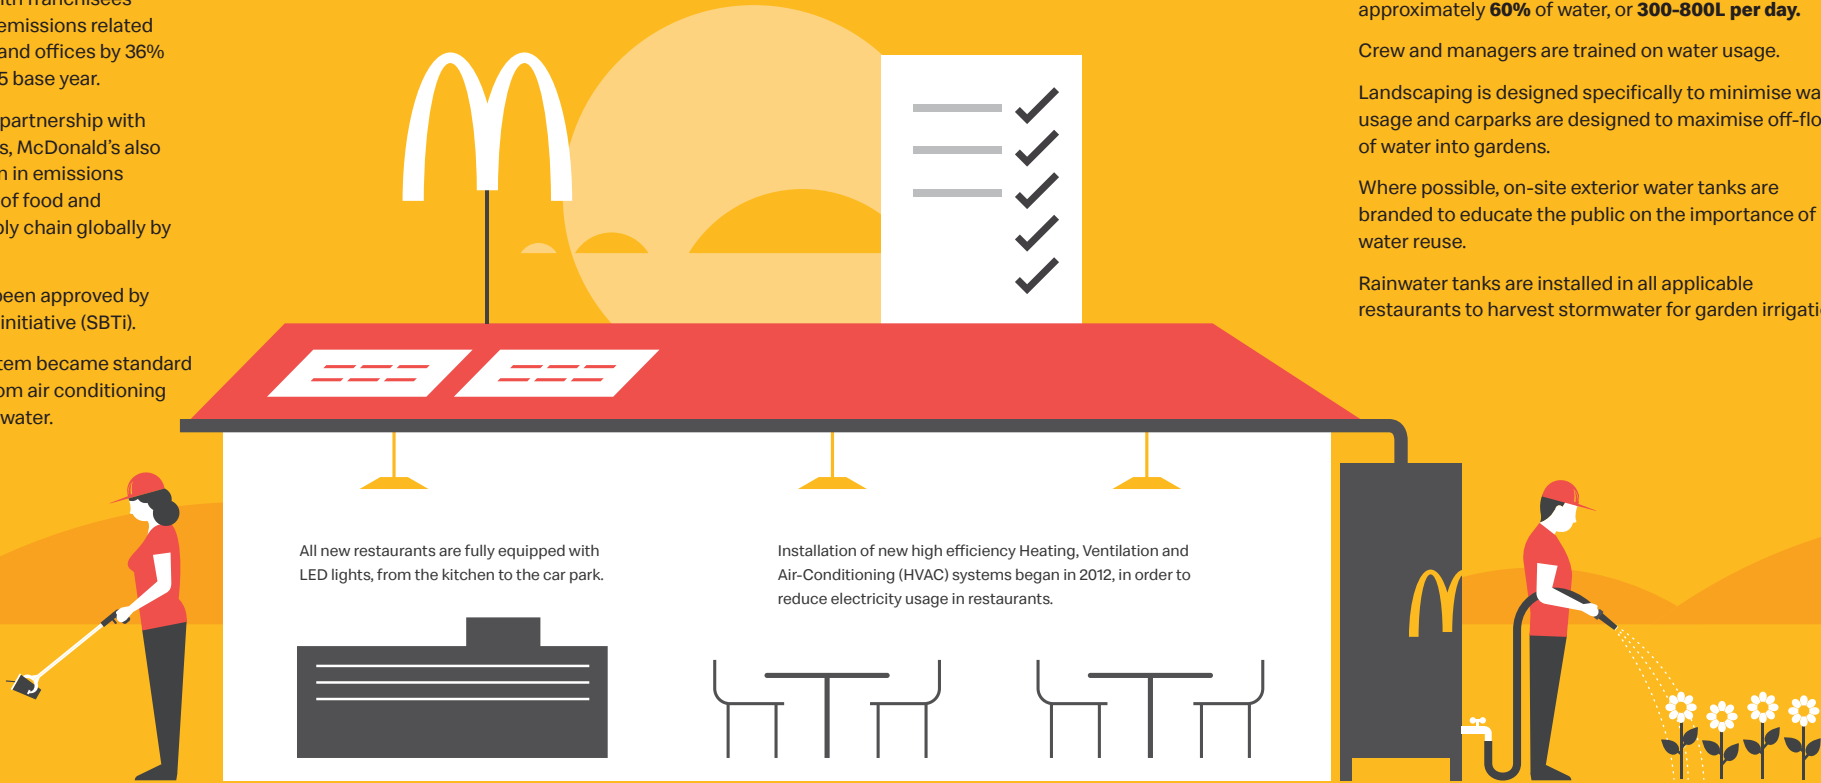 with franchisees
emissions related
and offices by 36%
5 base year.
partnership with
s, McDonald's also
n in emissions
of food and
ply chain globally by
been approved by
initiative (SBTi).
tem became standard
om air conditioning
water.
approximately 60% of water, or 300-800L per day.
Crew and managers are trained on water usage.
Landscaping is designed specifically to minimise wa
usage and carparks are designed to maximise off-flo
of water into gardens.
Where possible, on-site exterior water tanks are
branded to educate the public on the importance of
water reuse.
Rainwater tanks are installed in all applicable
restaurants to harvest stormwater for garden irrigati
All new restaurants are fully equipped with
LED lights, from the kitchen to the car park.
Installation of new high efficiency Heating, Ventilation and
Air-Conditioning (HVAC) systems began in 2012, in order to
reduce electricity usage in restaurants.